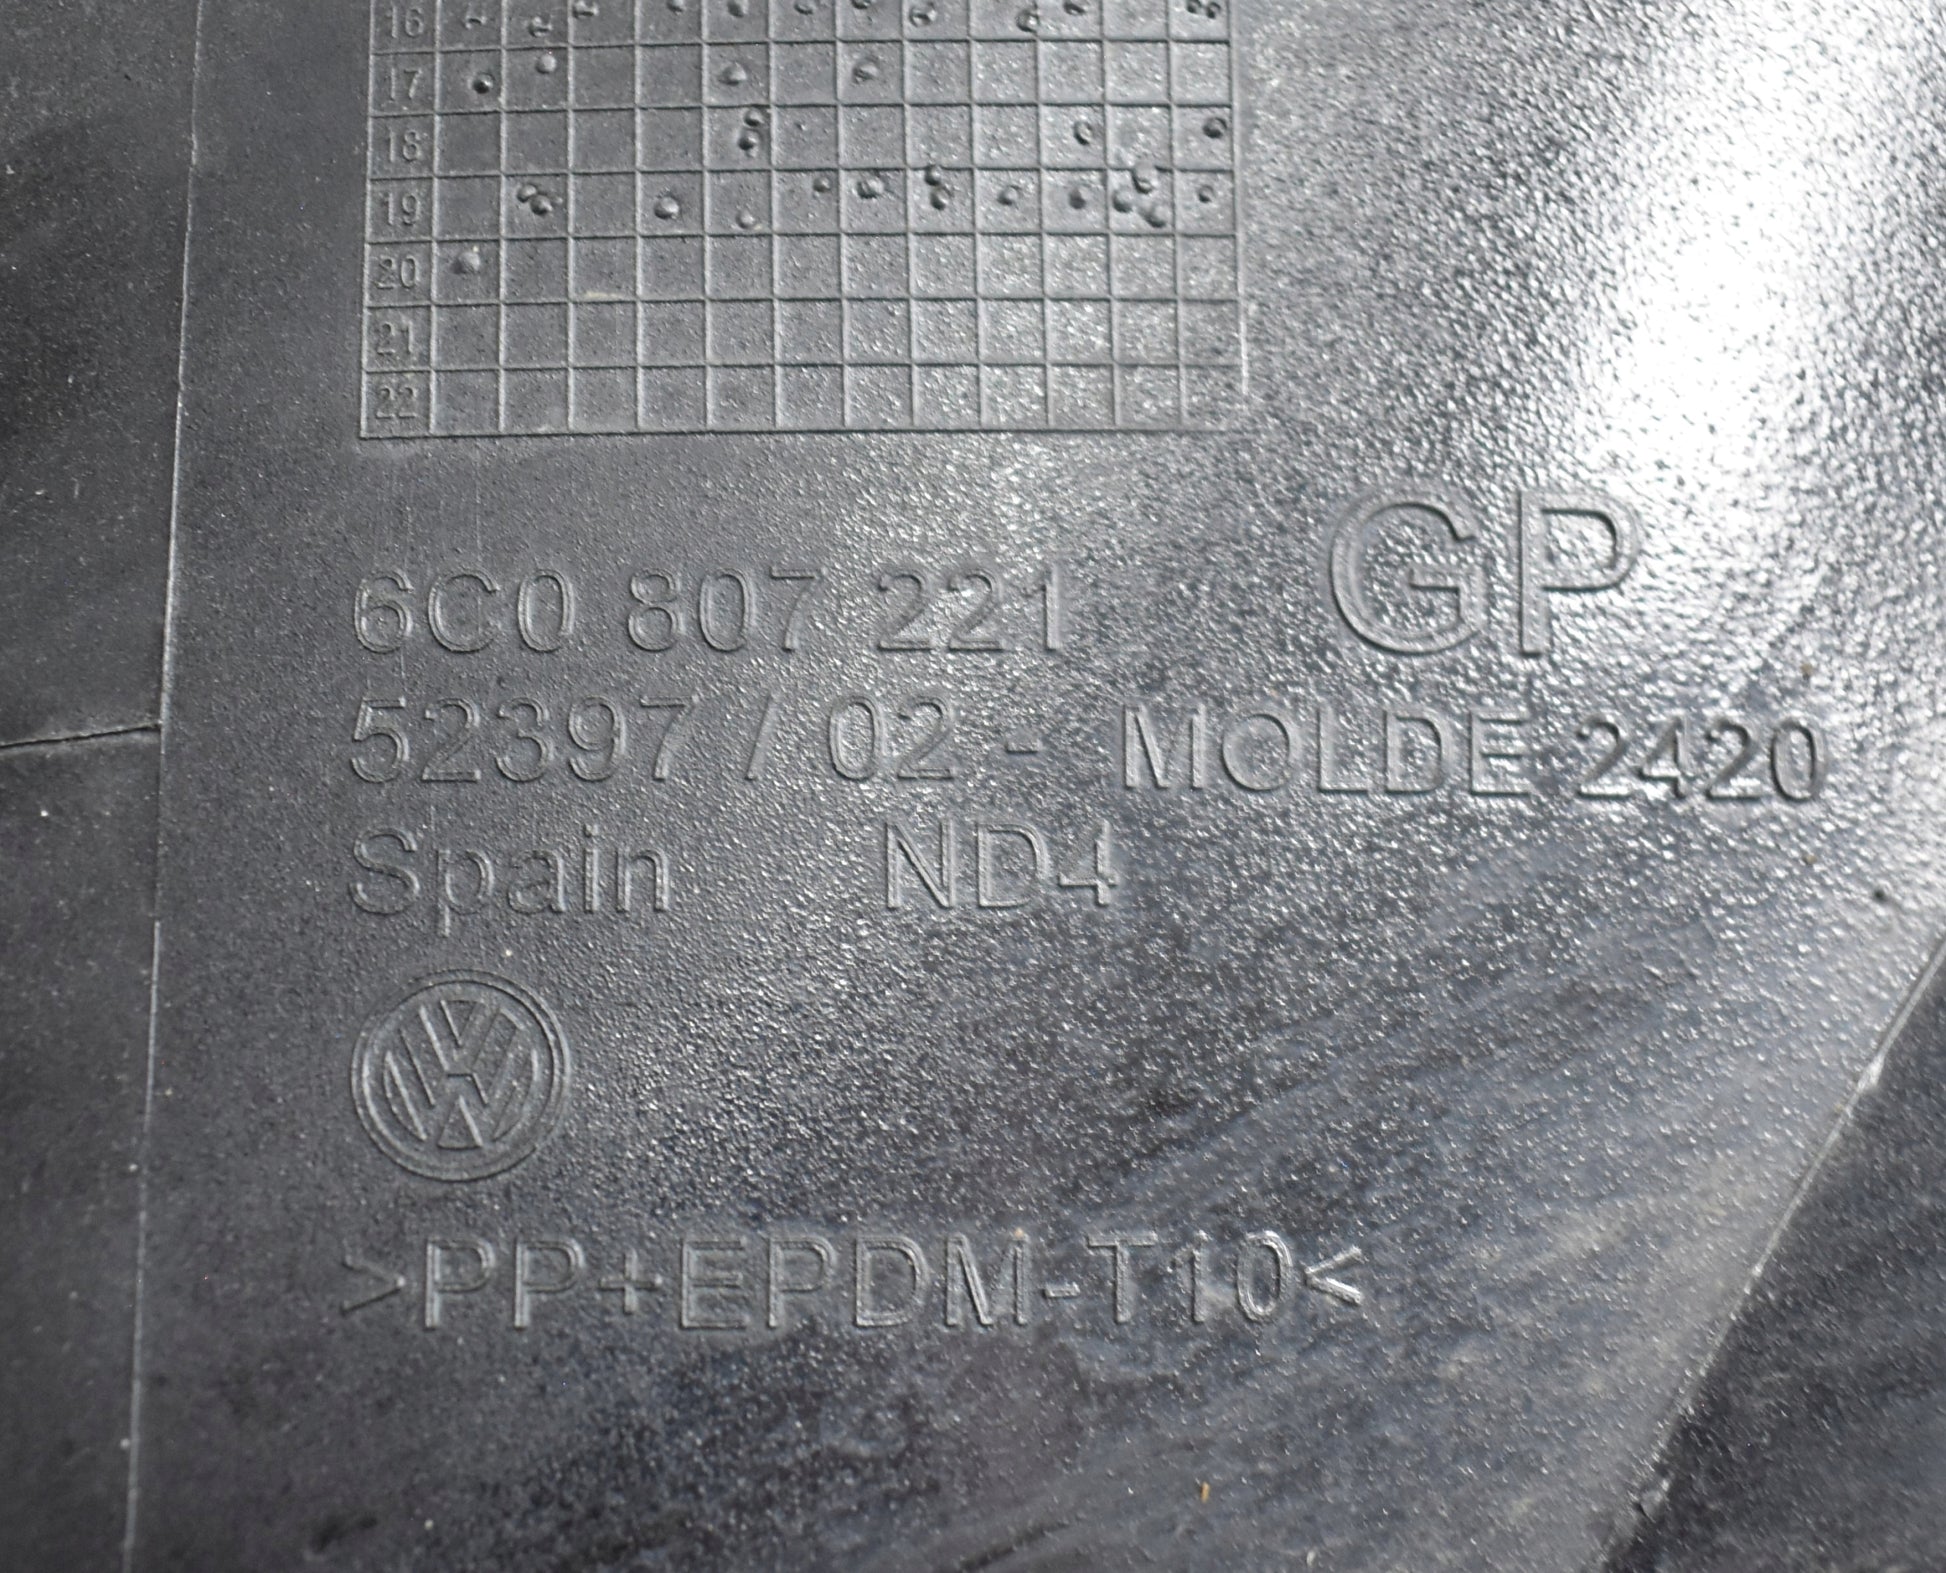 16
17
18
19
20
21
22
6C0 807 221 GP
52397 / 02 - MOLDE 2420
Spain ND4
>PP+EPDM-T10<